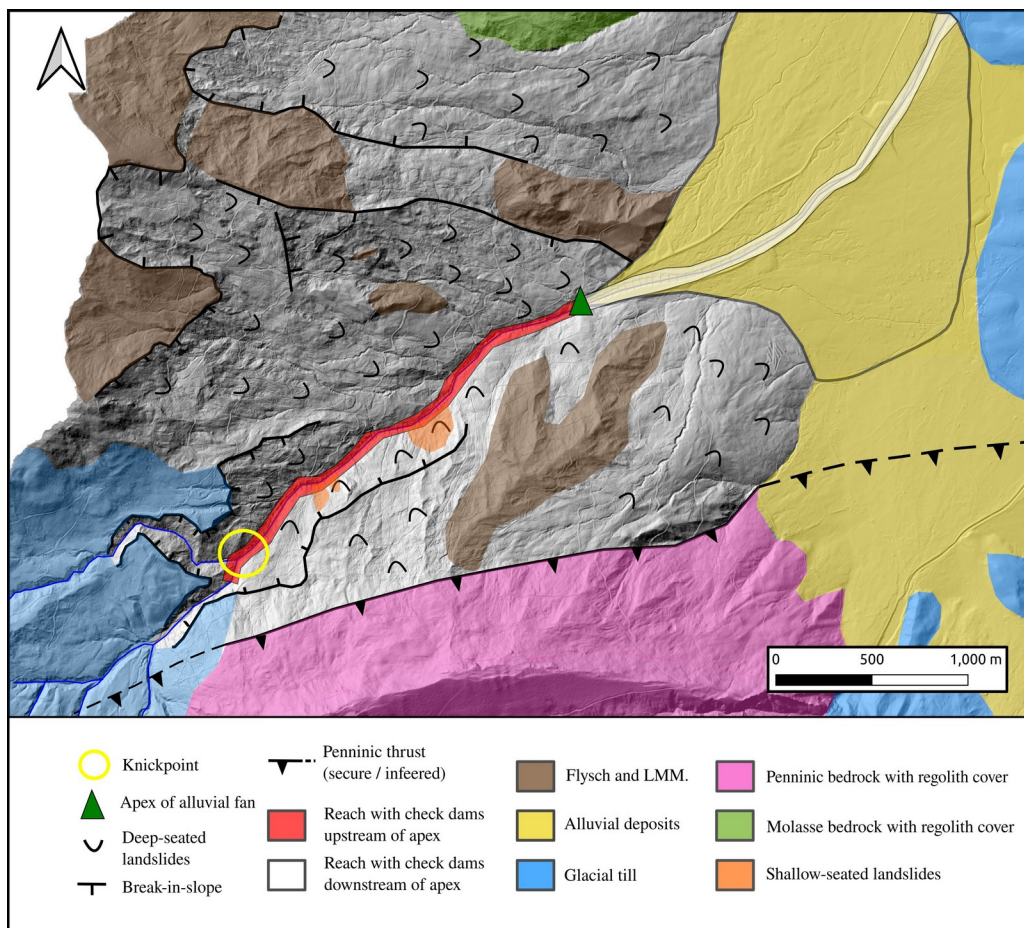 0 500 1,000 m
Knickpoint
Apex of alluvial fan
Deep-seated
landslides
Break-in-slope
Penninic thrust
(secure / infeered)
Reach with check dams
upstream of apex
Reach with check dams
downstream of apex
Flysch and LMM.
Alluvial deposits
Glacial till
Penninic bedrock with regolith cover
Molasse bedrock with regolith cover
Shallow-seated landslides